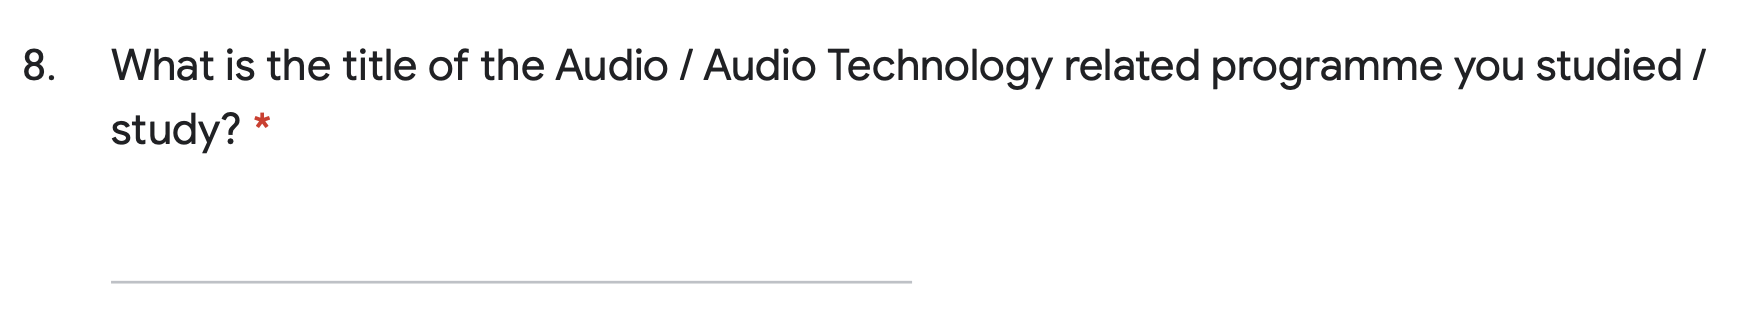 8. What is the title of the Audio / Audio Technology related programme you studied /
study? *